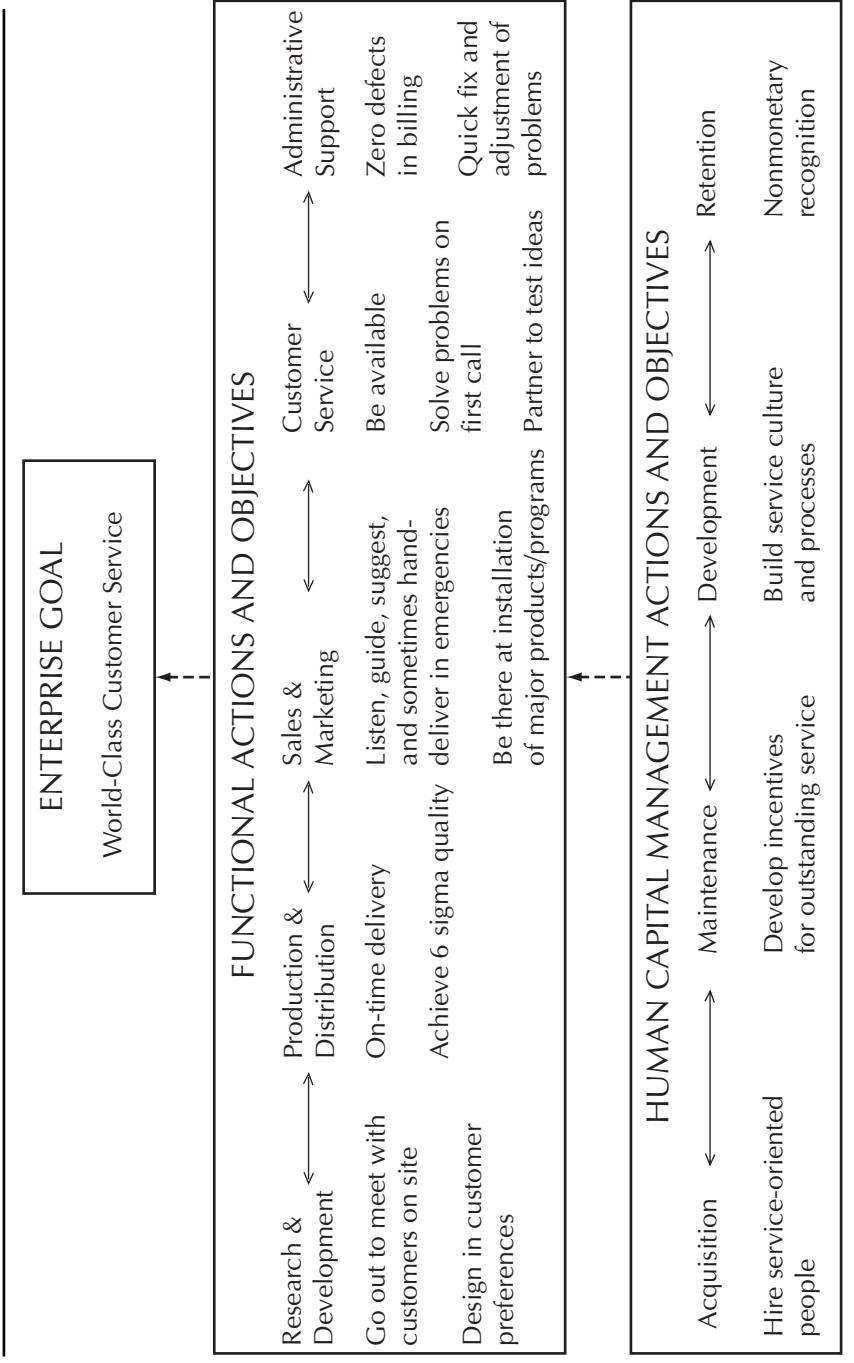 ENTERPRISE GOAL
World-Class Customer Service
FUNCTIONAL ACTIONS AND OBJECTIVES
Research &
Development
Go out to meet with
customers on site
Design in customer
preferences
Production &
Distribution
On-time delivery
Achieve 6 sigma quality
Sales &
Marketing
Listen, guide, suggest,
and sometimes hand-
deliver in emergencies
Be there at installation
of major products/programs
Customer
Service
Be available
Solve problems on
first call
Partner to test ideas
Administrative
Support
Zero defects
in billing
Quick fix and
adjustment of
problems
HUMAN CAPITAL MANAGEMENT ACTIONS AND OBJECTIVES
Acquisition
Hire service-oriented
people
Maintenance
Develop incentives
for outstanding service
Development
Build service culture
and processes
Retention
Nonmonetary
recognition